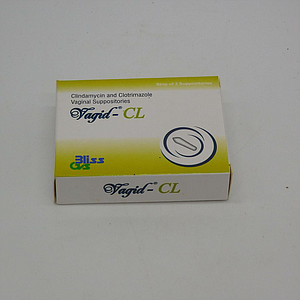 Strip of 3 Suppositories
Clindamycin and Clotrimazole
Vaginal Suppositories
Vagid-® CL
Bliss
GVS
Vagid-® CL